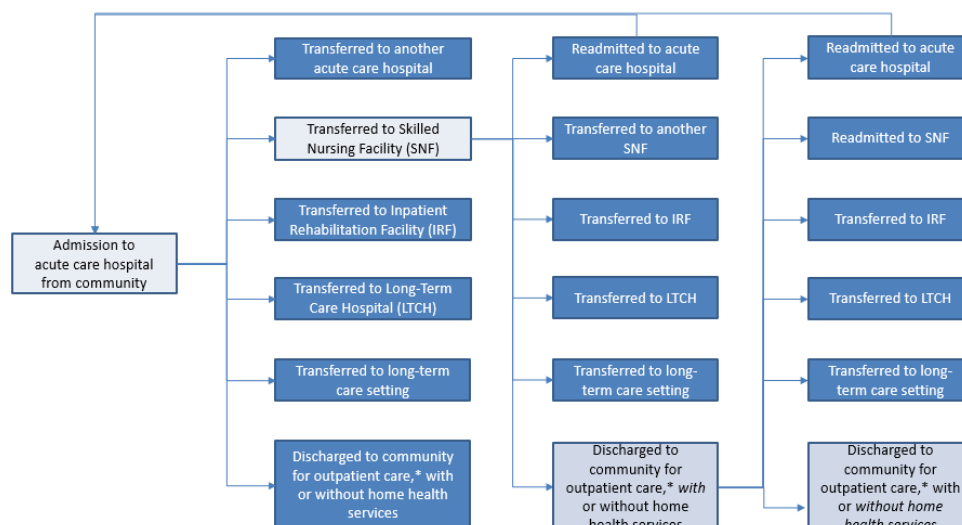 Transferred to another
acute care hospital
Readmitted to acute
care hospital
Readmitted to acute
care hospital
Transferred to Skilled
Nursing Facility (SNF)
Transferred to another
SNF
Readmitted to SNF
Admission to
acute care hospital
from community
Transferred to Inpatient
Rehabilitation Facility (IRF)
Transferred to IRF
Transferred to IRF
Transferred to Long-Term
Care Hospital (LTCH)
Transferred to LTCH
Transferred to LTCH
Transferred to long-term
care setting
Transferred to long-
term care setting
Transferred to long-
term care setting
Discharged to community
for outpatient care,* with
or without home health
services
Discharged to
community for
outpatient care,* with
or without home
health services
Discharged to
community for
outpatient care,* with
or without home
health services